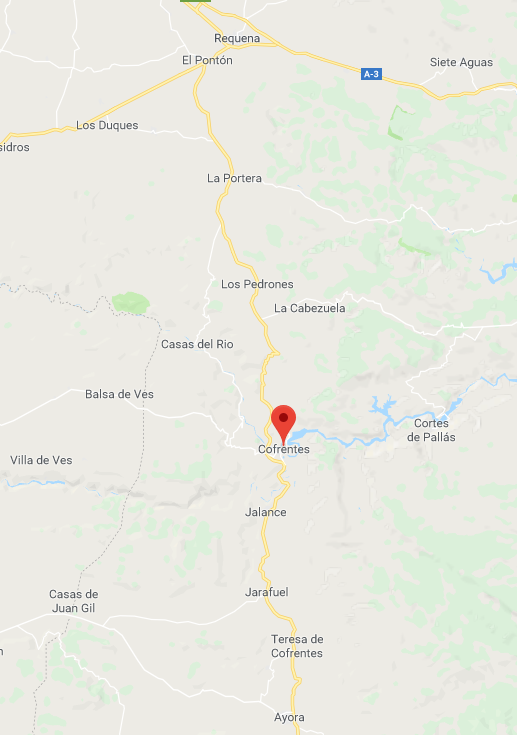 Requena
El Pontón
Siete Aguas
A-3
Los Duques
sidros
La Portera
Los Pedrones
La Cabezuela
Casas del Rio
Balsa de Ves
Cortes
de Pallás
Cofrentes
Villa de Ves
Jalance
Jarafuel
Casas de
Juan Gil
Teresa de
Cofrentes
Ayora